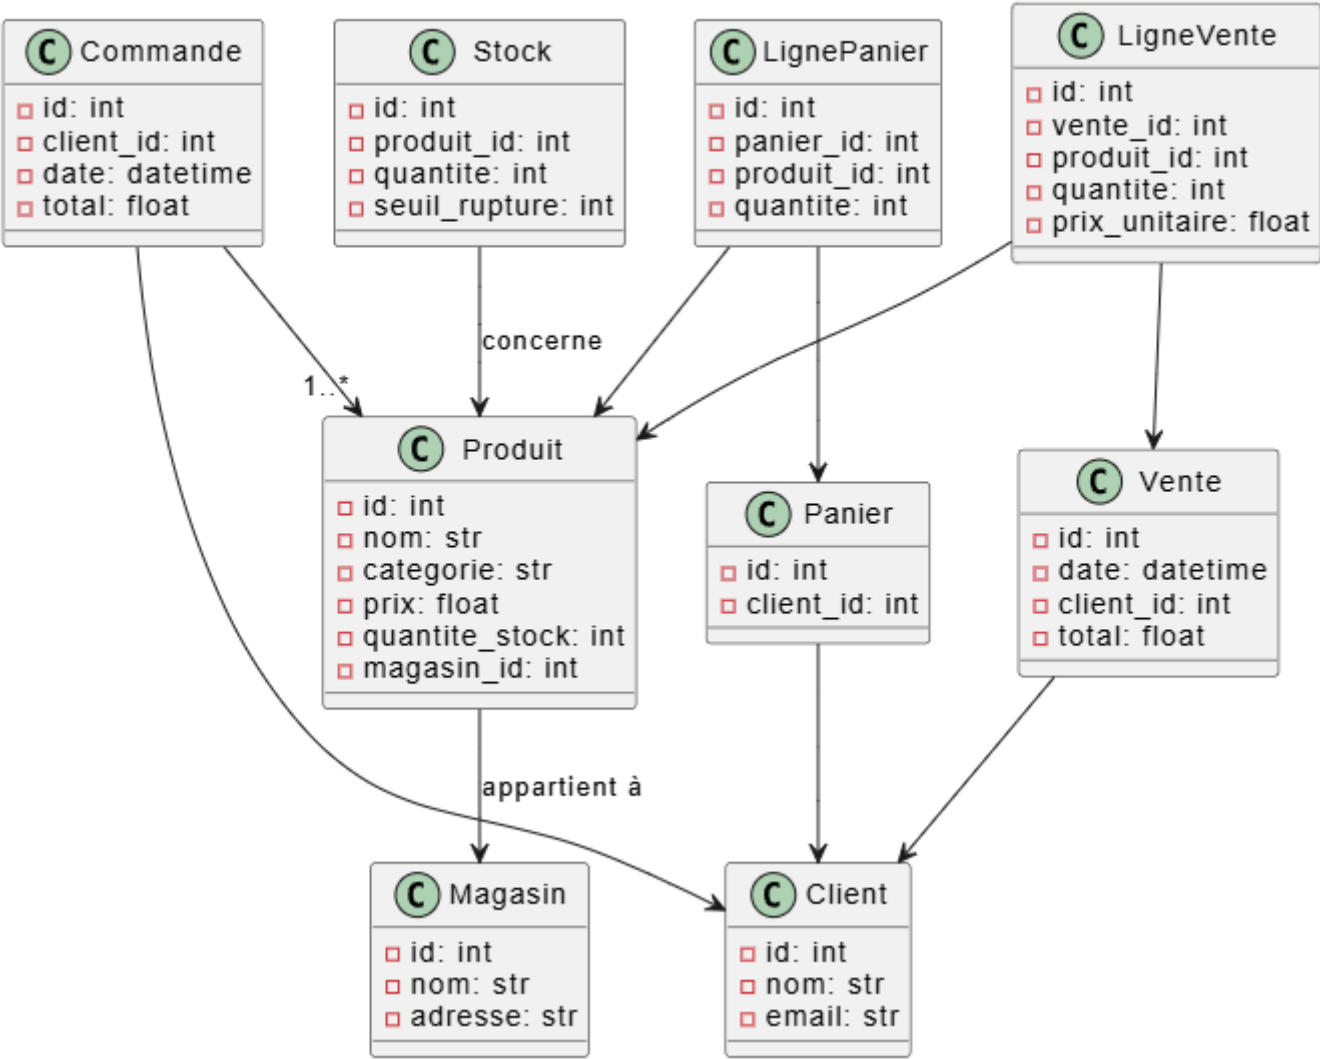 C Commande
id: int
client_id: int
date: datetime
total: float
C Stock
id: int
produit_id: int
quantite: int
seuil_rupture: int
C LignePanier
id: int
panier_id: int
produit_id: int
quantite: int
C LigneVente
id: int
vente_id: int
produit_id: int
quantite: int
prix_unitaire: float
concerne
1..*
C Produit
id: int
nom: str
categorie: str
prix: float
quantite_stock: int
magasin_id: int
C Panier
id: int
client_id: int
C Vente
id: int
date: datetime
client_id: int
total: float
appartient à
C Magasin
id: int
nom: str
adresse: str
C Client
id: int
nom: str
email: str